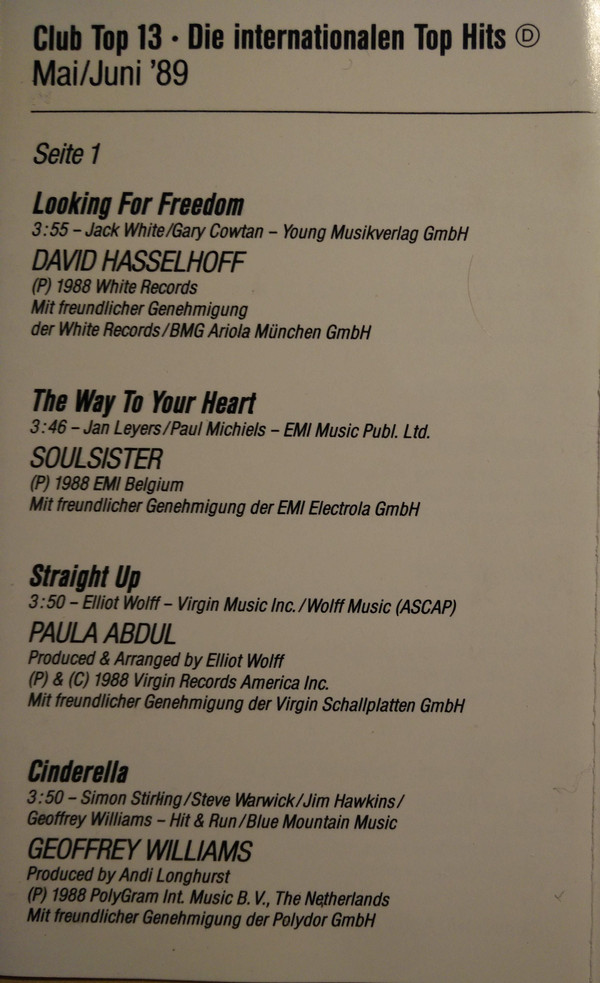 Club Top 13 · Die internationalen Top Hits Ⓓ
Mai/Juni '89
Seite 1
Looking For Freedom
3:55 – Jack White/Gary Cowtan – Young Musikverlag GmbH
DAVID HASSELHOFF
(P) 1988 White Records
Mit freundlicher Genehmigung
der White Records/BMG Ariola München GmbH
The Way To Your Heart
3:46 – Jan Leyers/Paul Michiels – EMI Music Publ. Ltd.
SOULSISTER
(P) 1988 EMI Belgium
Mit freundlicher Genehmigung der EMI Electrola GmbH
Straight Up
3:50 – Elliot Wolff – Virgin Music Inc./Wolff Music (ASCAP)
PAULA ABDUL
Produced & Arranged by Elliot Wolff
(P) & (C) 1988 Virgin Records America Inc.
Mit freundlicher Genehmigung der Virgin Schallplatten GmbH
Cinderella
3:50 – Simon Stirling/Steve Warwick/Jim Hawkins/
Geoffrey Williams – Hit & Run/Blue Mountain Music
GEOFFREY WILLIAMS
Produced by Andi Longhurst
(P) 1988 PolyGram Int. Music B. V., The Netherlands
Mit freundlicher Genehmigung der Polydor GmbH